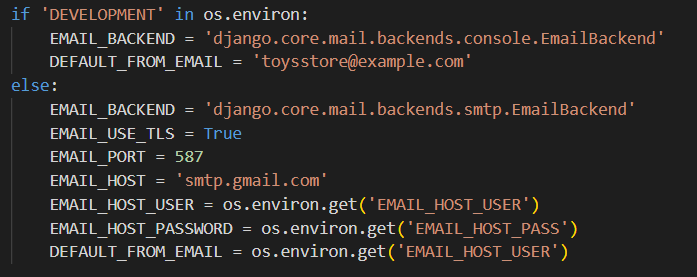 if 'DEVELOPMENT' in os.environ:
    EMAIL_BACKEND = 'django.core.mail.backends.console.EmailBackend'
    DEFAULT_FROM_EMAIL = 'toysstore@example.com'
else:
    EMAIL_BACKEND = 'django.core.mail.backends.smtp.EmailBackend'
    EMAIL_USE_TLS = True
    EMAIL_PORT = 587
    EMAIL_HOST = 'smtp.gmail.com'
    EMAIL_HOST_USER = os.environ.get('EMAIL_HOST_USER')
    EMAIL_HOST_PASSWORD = os.environ.get('EMAIL_HOST_PASS')
    DEFAULT_FROM_EMAIL = os.environ.get('EMAIL_HOST_USER')